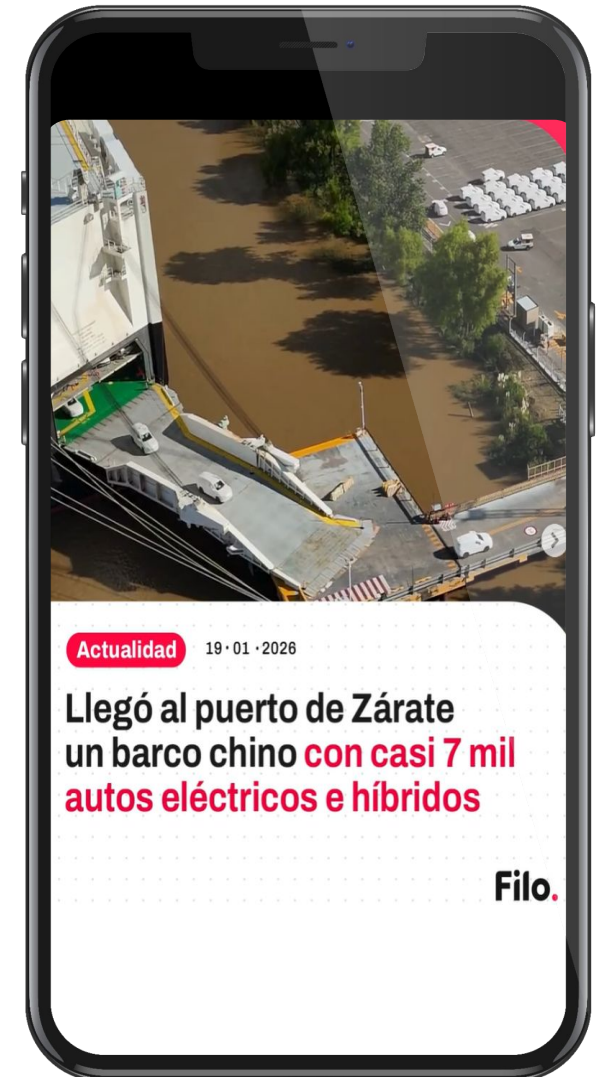 Actualidad
19·01·2026
Llegó al puerto de Zárate
un barco chino con casi 7 mil
autos eléctricos e híbridos
Filo.